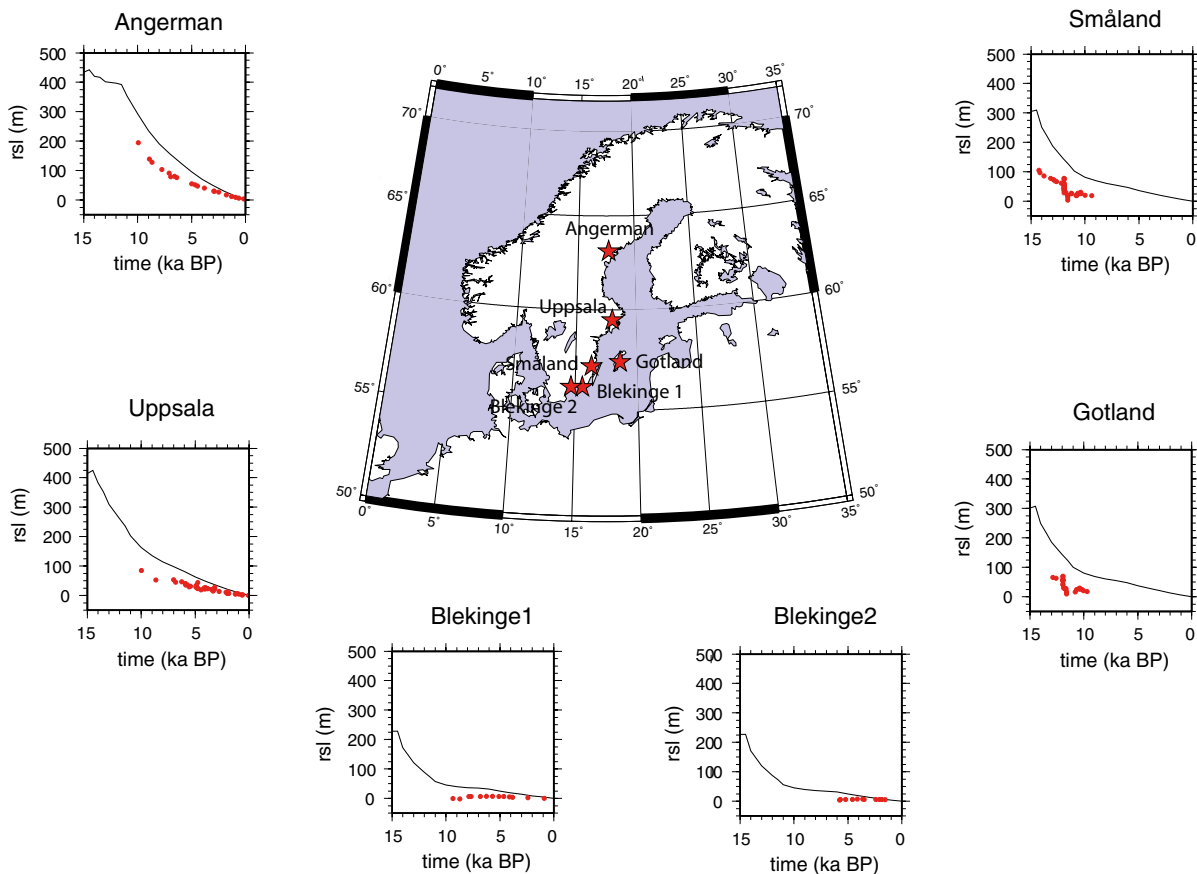 Angerman
500
400
300
200
100
0
rsl (m)
15 10 5 0
time (ka BP)
Småland
500
400
300
200
100
0
rsl (m)
15 10 5 0
time (ka BP)
0° 5° 10° 15° 20° 25° 30° 35°
70° 70°
65° 65°
60° 60°
55° 55°
50° 50°
0° 5° 10° 15° 20° 25° 30° 35°
Angerman
Uppsala
Småland
Gotland
Blekinge 1
Blekinge 2
Uppsala
500
400
300
200
100
0
rsl (m)
15 10 5 0
time (ka BP)
Gotland
500
400
300
200
100
0
rsl (m)
15 10 5 0
time (ka BP)
Blekinge1
500
400
300
200
100
0
rsl (m)
15 10 5 0
time (ka BP)
Blekinge2
500
400
300
200
100
0
rsl (m)
15 10 5 0
time (ka BP)